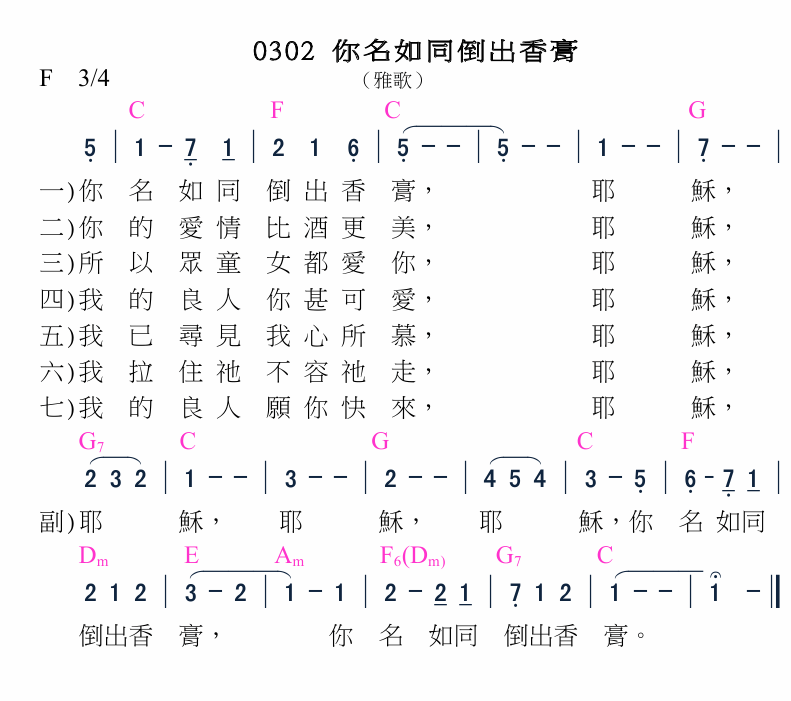 0302 你名如同倒出香膏
F 3/4 （雅歌）
C F C G
5 | 1 - 7 1 | 2 1 6 | 5 - - | 5 - - | 1 - - | 7 - - |
一)你 名 如 同 倒 出 香 膏， 耶 穌，
二)你 的 愛 情 比 酒 更 美， 耶 穌，
三)所 以 眾 童 女 都 愛 你， 耶 穌，
四)我 的 良 人 你 甚 可 愛， 耶 穌，
五)我 已 尋 見 我 心 所 慕， 耶 穌，
六)我 拉 住 祂 不 容 祂 走， 耶 穌，
七)我 的 良 人 願 你 快 來， 耶 穌，
G7 C G C F
2 3 2 | 1 - - | 3 - - | 2 - - | 4 5 4 | 3 - 5 | 6 - 7 1 |
副)耶 穌， 耶 穌， 耶 穌，你 名 如同
Dm E Am F6(Dm) G7 C
2 1 2 | 3 - 2 | 1 - 1 | 2 - 2 1 | 7 1 2 | 1 - - | 1 - ||
倒出香 膏， 你 名 如同 倒出香 膏。